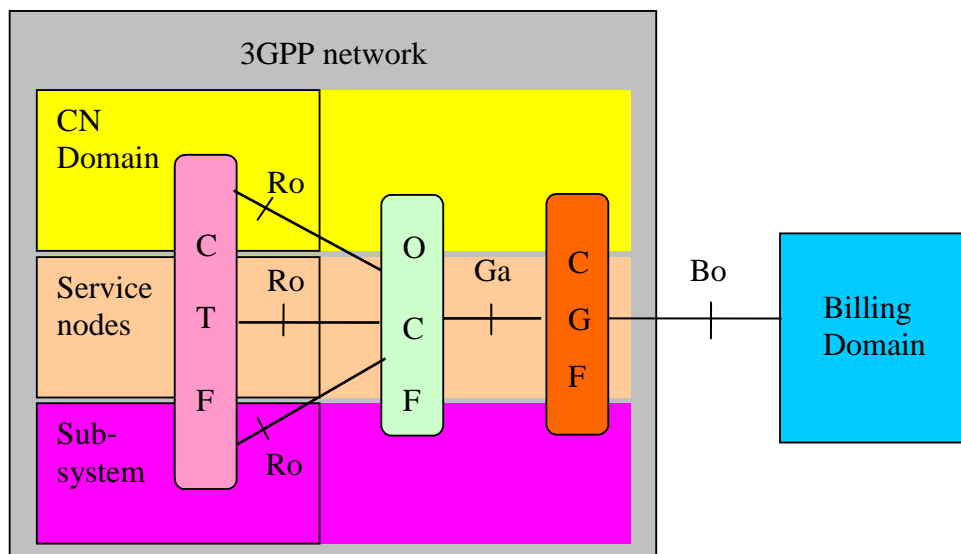 3GPP network
CN
Domain
Ro
C
T
F
Ro
Service
nodes
Sub-
system
Ro
O
C
F
Ga
C
G
F
Bo
Billing
Domain